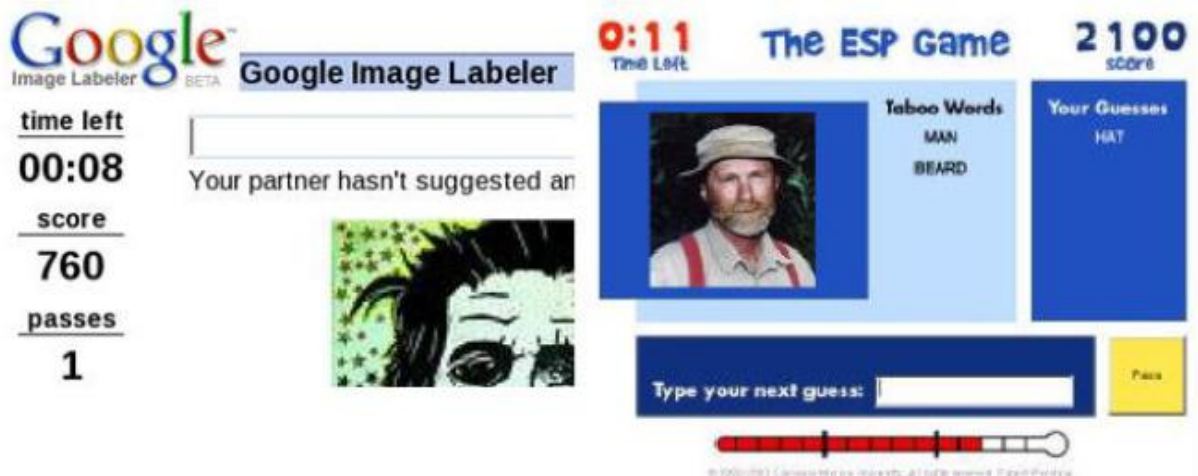 Google
Image Labeler BETA
Google Image Labeler
time left
00:08
Your partner hasn't suggested an
score
760
passes
1
0:11
Time Left
The ESP Game
2100
score
Taboo Words
MAN
BEARD
Your Guesses
HAT
Type your next guess:
Pass